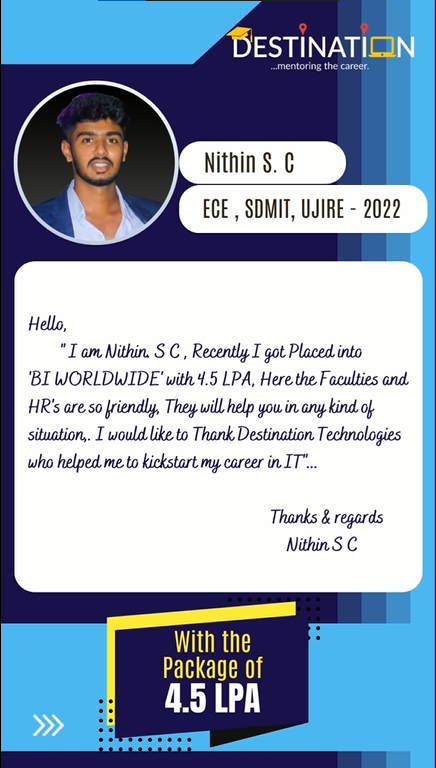 DESTINATION
...mentoring the career.
Nithin S. C
ECE , SDMIT, UJIRE - 2022
Hello,
" I am Nithin. S C , Recently I got Placed into
'BI WORLDWIDE' with 4.5 LPA, Here the Faculties and
HR's are so friendly, They will help you in any kind of
situation,. I would like to Thank Destination Technologies
who helped me to kickstart my career in IT"...
Thanks & regards
Nithin S C
With the
Package of
4.5 LPA